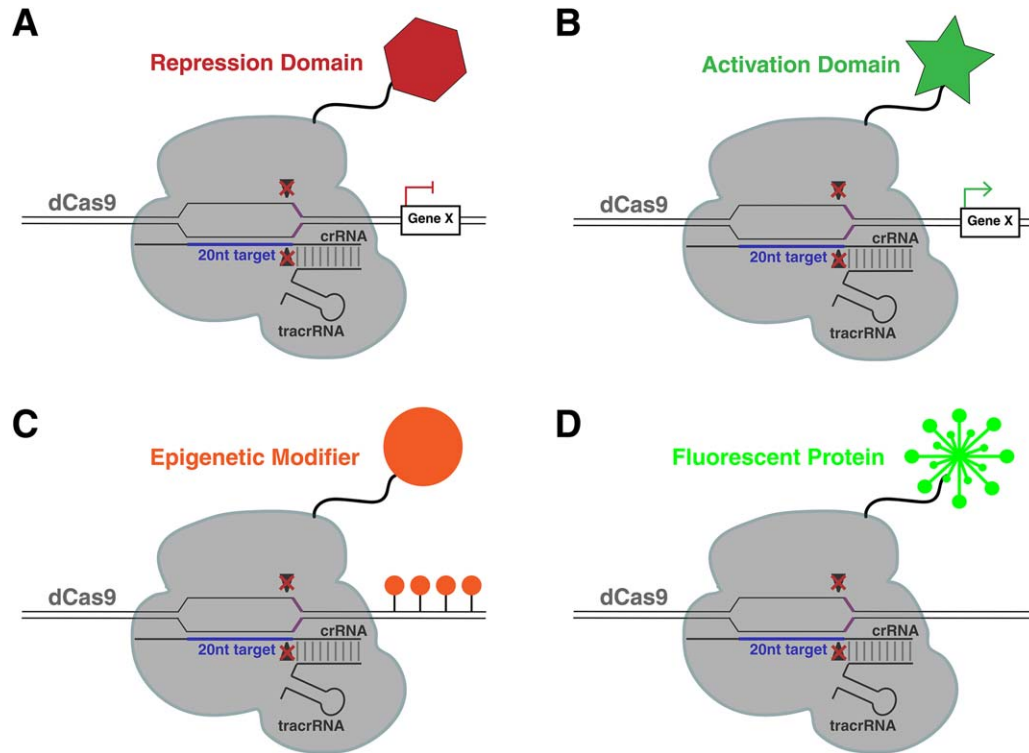 A
Repression Domain
dCas9
Gene X
crRNA
20nt target
tracrRNA
B
Activation Domain
dCas9
Gene X
crRNA
20nt target
tracrRNA
C
Epigenetic Modifier
dCas9
crRNA
20nt target
tracrRNA
D
Fluorescent Protein
dCas9
crRNA
20nt target
tracrRNA